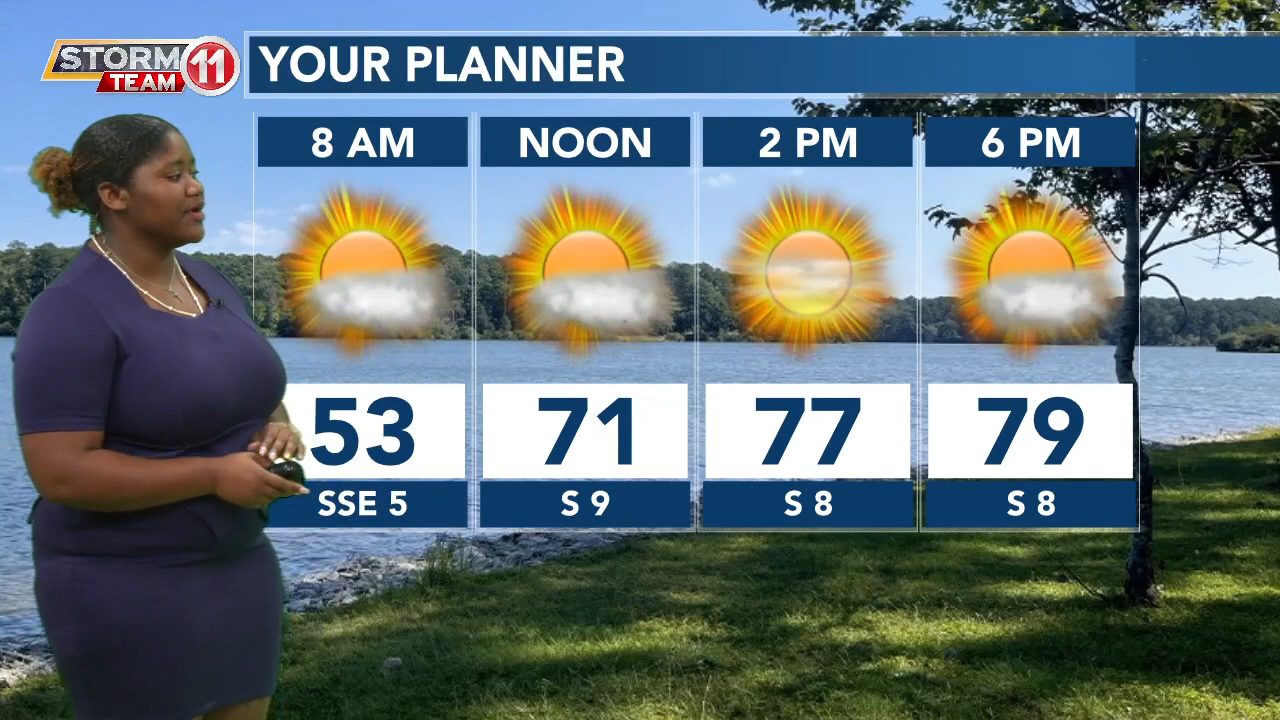 STORM
TEAM 11
YOUR PLANNER
8 AM NOON 2 PM 6 PM
53 71 77 79
SSE 5 S 9 S 8 S 8